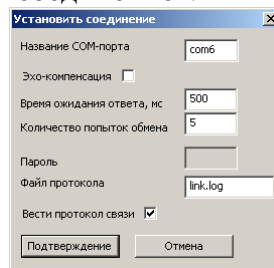 Установить соединение
Название COM-порта com6
Эхо-компенсация
Время ожидания ответа, мс 500
Количество попыток обмена 5
Пароль
Файл протокола link.log
Вести протокол связи
Подтверждение Отмена